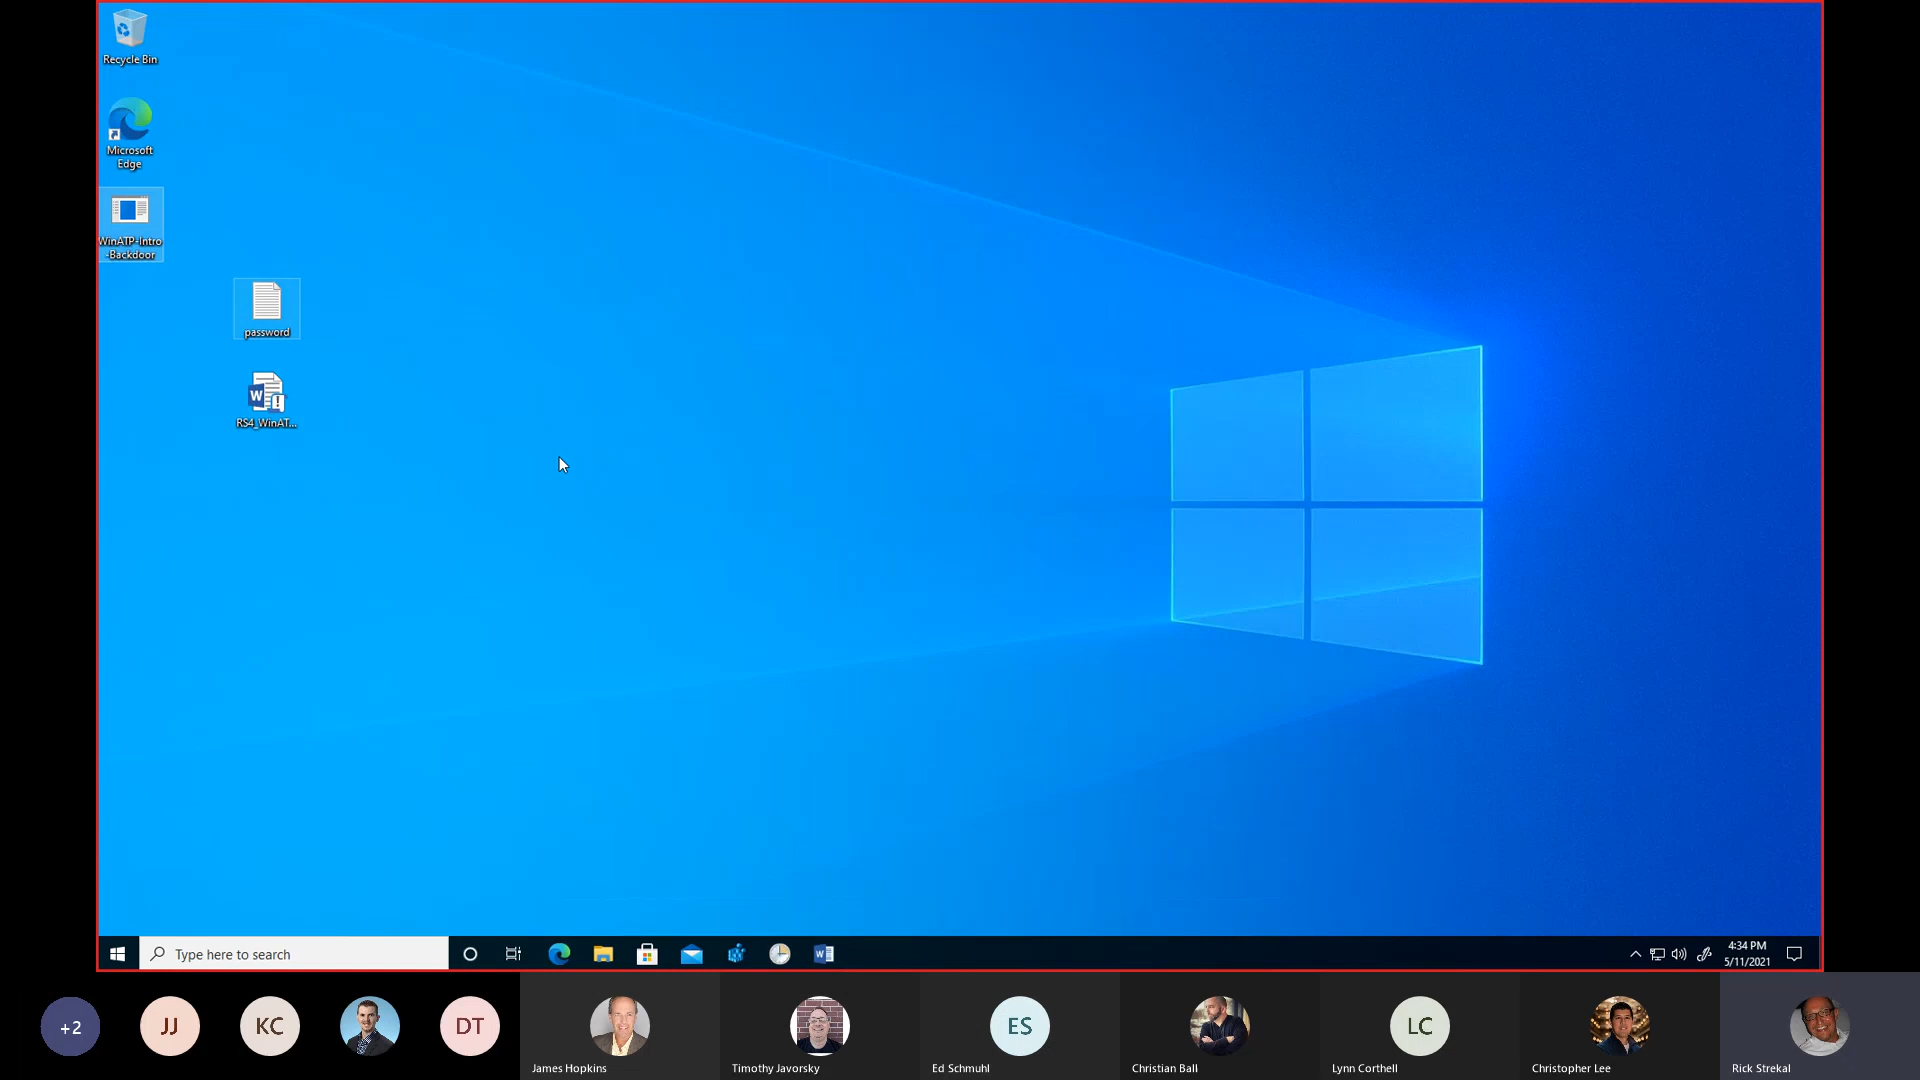 Recycle Bin
Microsoft
Edge
WinATP-Intro
-Backdoor
password
RS4_WinAT...
Type here to search
4:34 PM
5/11/2021
+2
JJ
KC
DT
James Hopkins
Timothy Javorsky
ES
Ed Schmuhl
Christian Ball
LC
Lynn Corthell
Christopher Lee
Rick Strekal